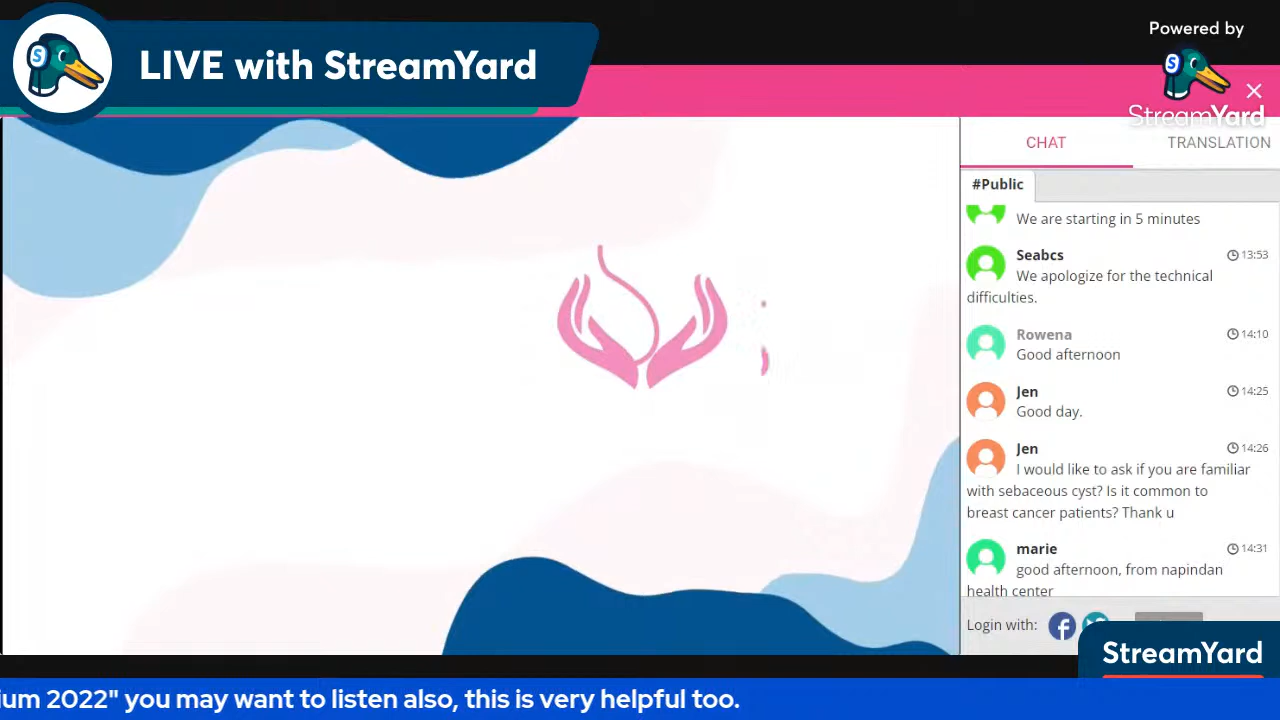 LIVE with StreamYard
Powered by
StreamYard
CHAT
TRANSLATION
#Public
We are starting in 5 minutes
Seabcs
13:53
We apologize for the technical
difficulties.
Rowena
14:10
Good afternoon
Jen
14:25
Good day.
Jen
14:26
I would like to ask if you are familiar
with sebaceous cyst? Is it common to
breast cancer patients? Thank u
marie
14:31
good afternoon, from napindan
health center
Login with:
StreamYard
ium 2022" you may want to listen also, this is very helpful too.